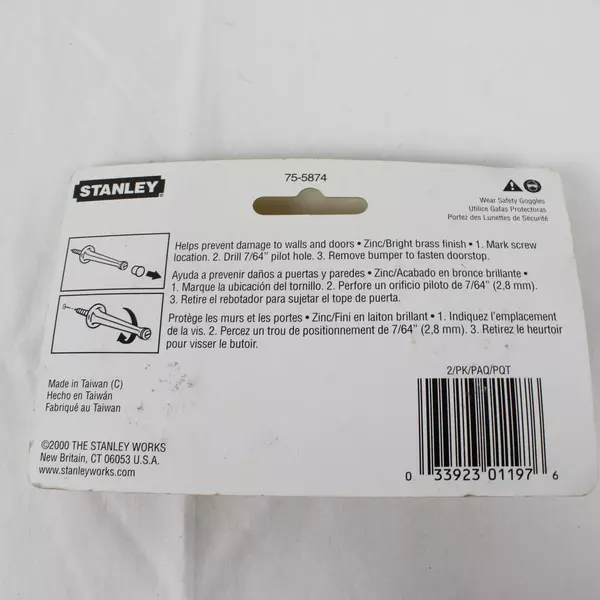 75-5874
STANLEY®
Wear Safety Goggles
Utilice Gafas Protectoras
Portez des Lunettes de Sécurité
Helps prevent damage to walls and doors • Zinc/Bright brass finish • 1. Mark screw
location. 2. Drill 7/64" pilot hole. 3. Remove bumper to fasten doorstop.
Ayuda a prevenir daños a puertas y paredes • Zinc/Acabado en bronce brillante •
1. Marque la ubicación del tornillo. 2. Perfore un orificio piloto de 7/64" (2,8 mm).
3. Retire el rebotador para sujetar el tope de puerta.
Protège les murs et les portes • Zinc/Fini en laiton brillant • 1. Indiquez l'emplacement
de la vis. 2. Percez un trou de positionnement de 7/64" (2,8 mm). 3. Retirez le heurtoir
pour visser le butoir.
2/PK/PAQ/PQT
Made in Taiwan (C)
Hecho en Taiwán
Fabriqué au Taiwan
©2000 THE STANLEY WORKS
New Britain, CT 06053 U.S.A.
www.stanleyworks.com
0 33923 01197 6